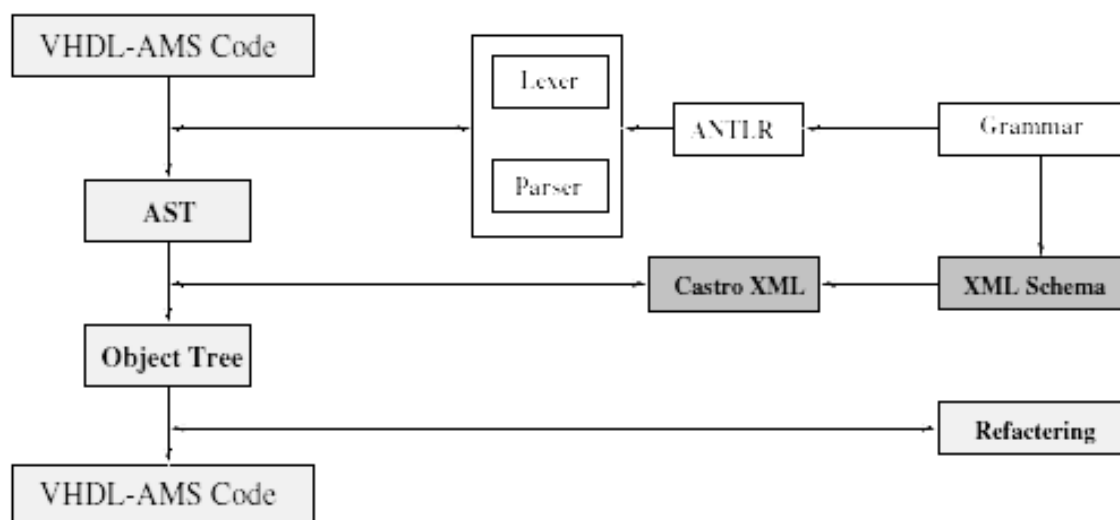 VHDL-AMS Code
Lexer
ANTLR
Grammar
Parser
AST
Castro XML
XML Schema
Object Tree
Refactering
VHDL-AMS Code